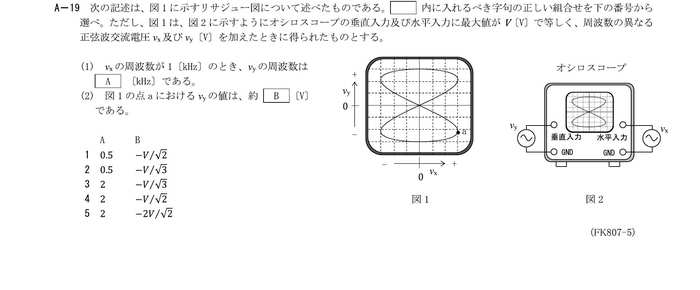 A－19 次の記述は、図1に示すリサジュー図について述べたものである。□内に入れるべき字句の正しい組合せを下の番号から
選べ。ただし、図1は、図2に示すようにオシロスコープの垂直入力及び水平入力に最大値が V〔V〕で等しく、周波数の異なる
正弦波交流電圧 vx及び vy〔V〕を加えたときに得られたものとする。
(1) vxの周波数が1〔kHz〕のとき、vyの周波数は
A 〔kHz〕である。
(2) 図1の点aにおけるvyの値は、約 B 〔V〕
である。
A B
1 0.5 −V/√2
2 0.5 −V/√3
3 2 −V/√3
4 2 −V/√2
5 2 −2V/√2
+
vy
0
−
a
− vx +
0
図1
オシロスコープ
vy
vx
垂直入力 水平入力
GND GND
図2
(FK807-5)